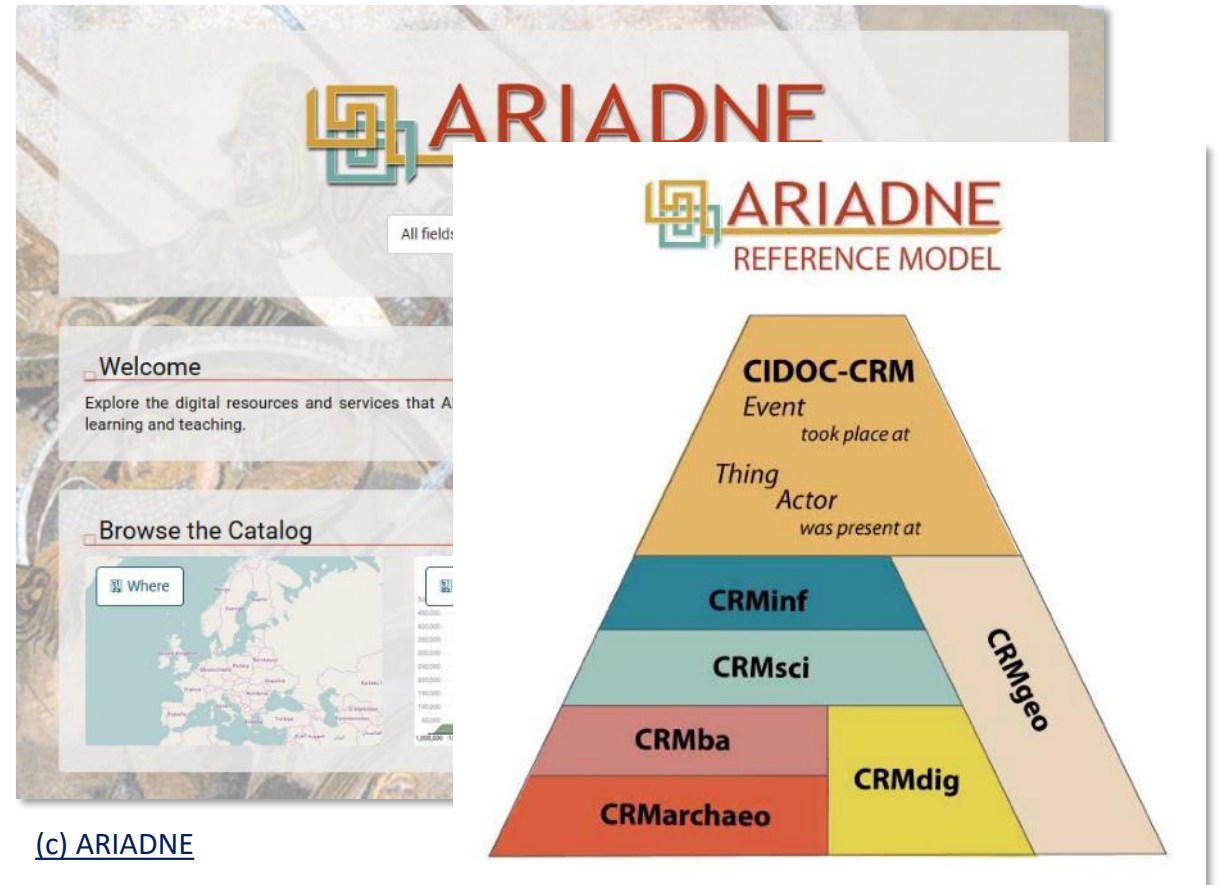 ARIADNE
All fields
Welcome
Explore the digital resources and services that A
learning and teaching.
Browse the Catalog
Where
ARIADNE
REFERENCE MODEL
CIDOC-CRM
Event
took place at
Thing
Actor
was present at
CRMinf
CRMsci
CRMgeo
CRMba
CRMdig
CRMarchaeo
(c) ARIADNE